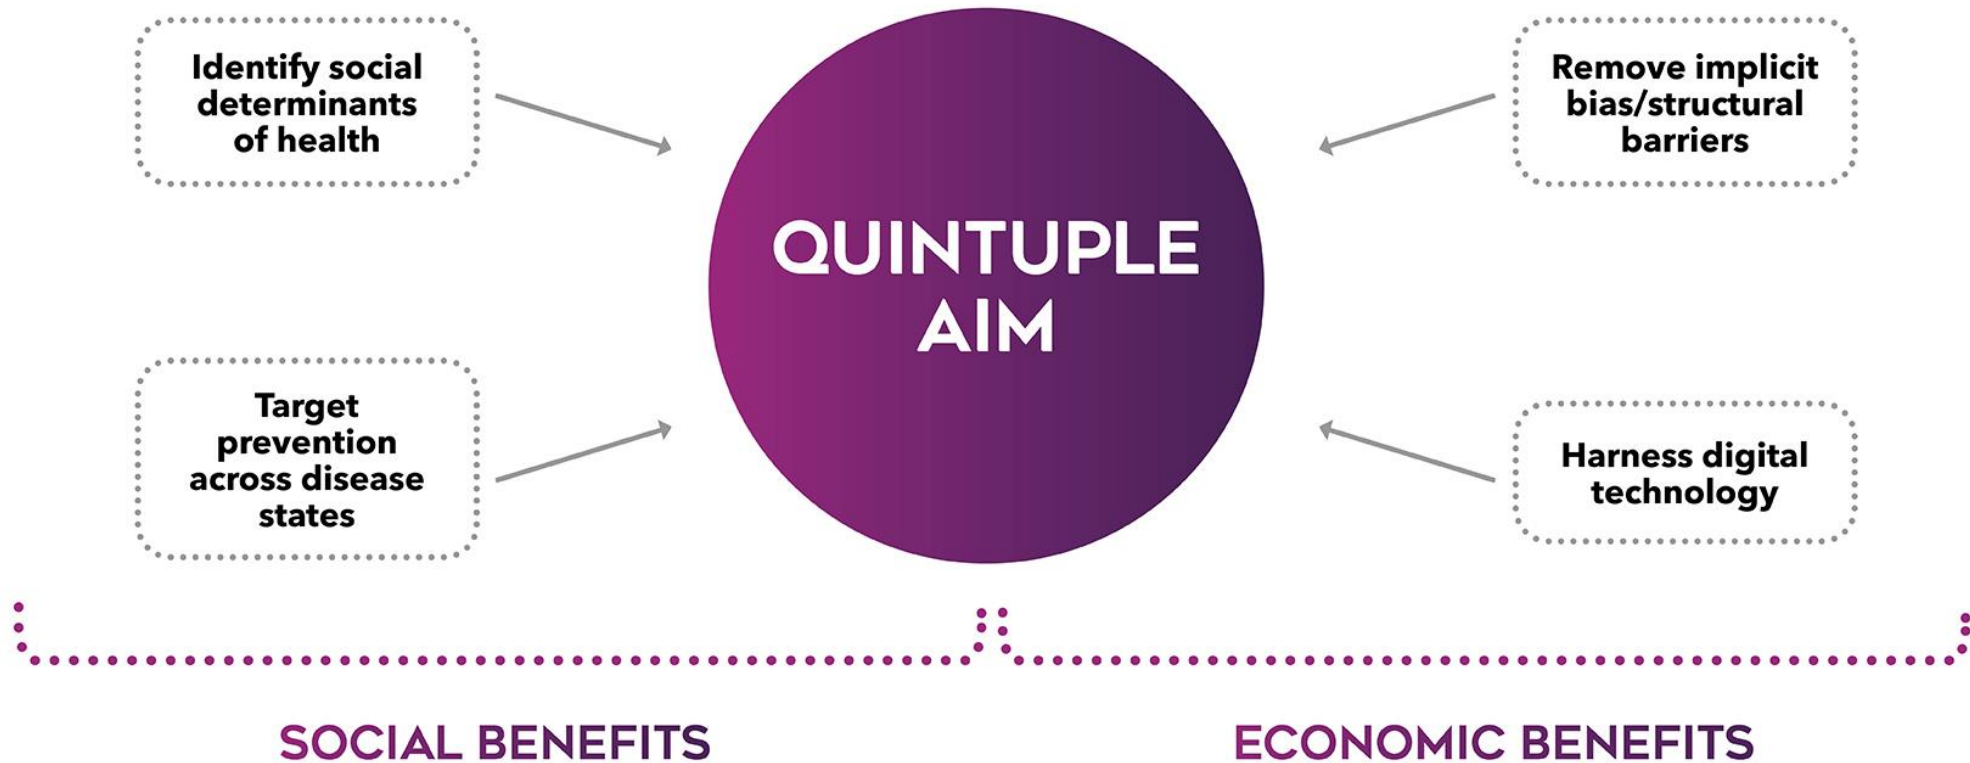 Identify social
determinants
of health
Remove implicit
bias/structural
barriers
QUINTUPLE
AIM
Target
prevention
across disease
states
Harness digital
technology
SOCIAL BENEFITS
ECONOMIC BENEFITS